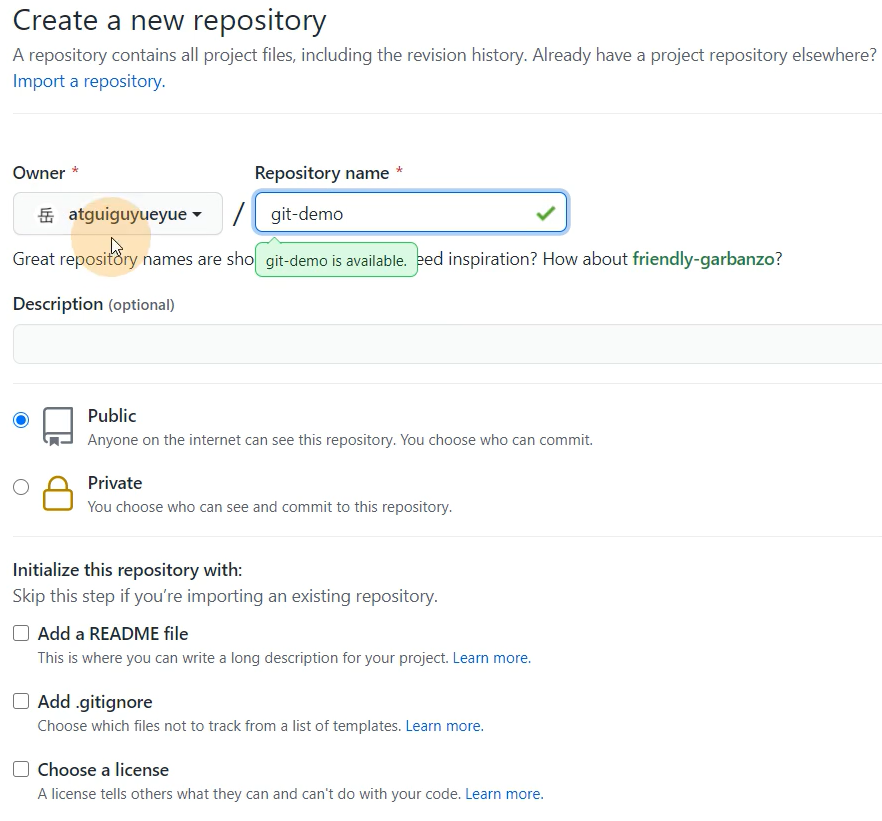 Create a new repository
A repository contains all project files, including the revision history. Already have a project repository elsewhere?
Import a repository.
Owner *
Repository name *
岳 atguiguyueyue / git-demo
Great repository names are sho
git-demo is available.
eed inspiration? How about friendly-garbanzo?
Description (optional)
Public
Anyone on the internet can see this repository. You choose who can commit.
Private
You choose who can see and commit to this repository.
Initialize this repository with:
Skip this step if you're importing an existing repository.
Add a README file
This is where you can write a long description for your project. Learn more.
Add .gitignore
Choose which files not to track from a list of templates. Learn more.
Choose a license
A license tells others what they can and can't do with your code. Learn more.